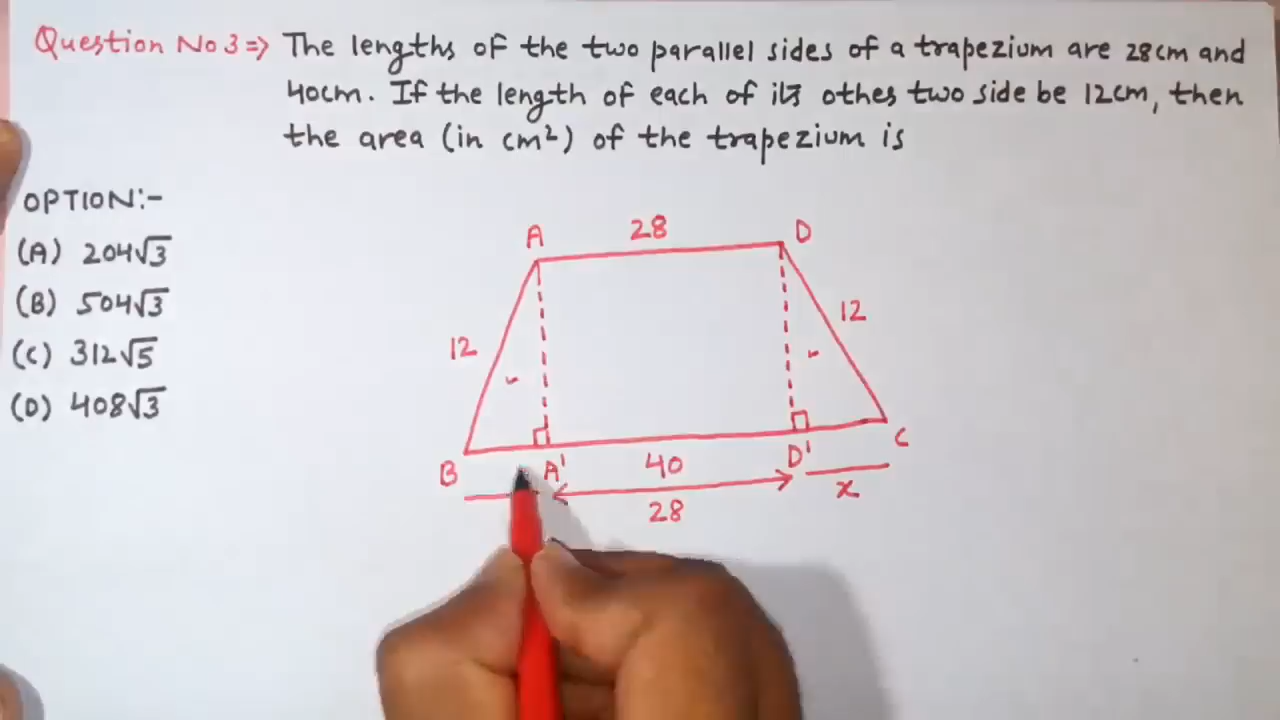 Question No 3 => The lengths of the two parallel sides of a trapezium are 28 cm and
40cm. If the length of each of its othes two side be 12cm, then
the area (in cm²) of the trapezium is
OPTION:-
(A) 204√3
(B) 504√3
(C) 312√5
(D) 408√3
A 28 D
12 12
B A' 40 D' C
28 x